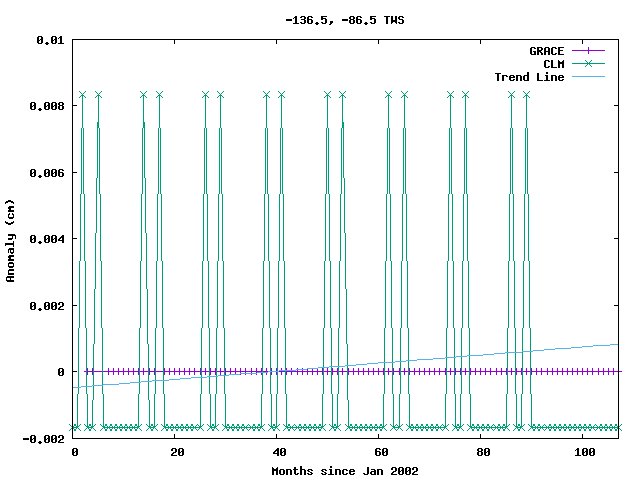 -136.5, -86.5 TWS
GRACE
CLM
Trend Line
0.01
0.008
0.006
0.004
0.002
0
-0.002
Anomaly (cm)
0 20 40 60 80 100
Months since Jan 2002